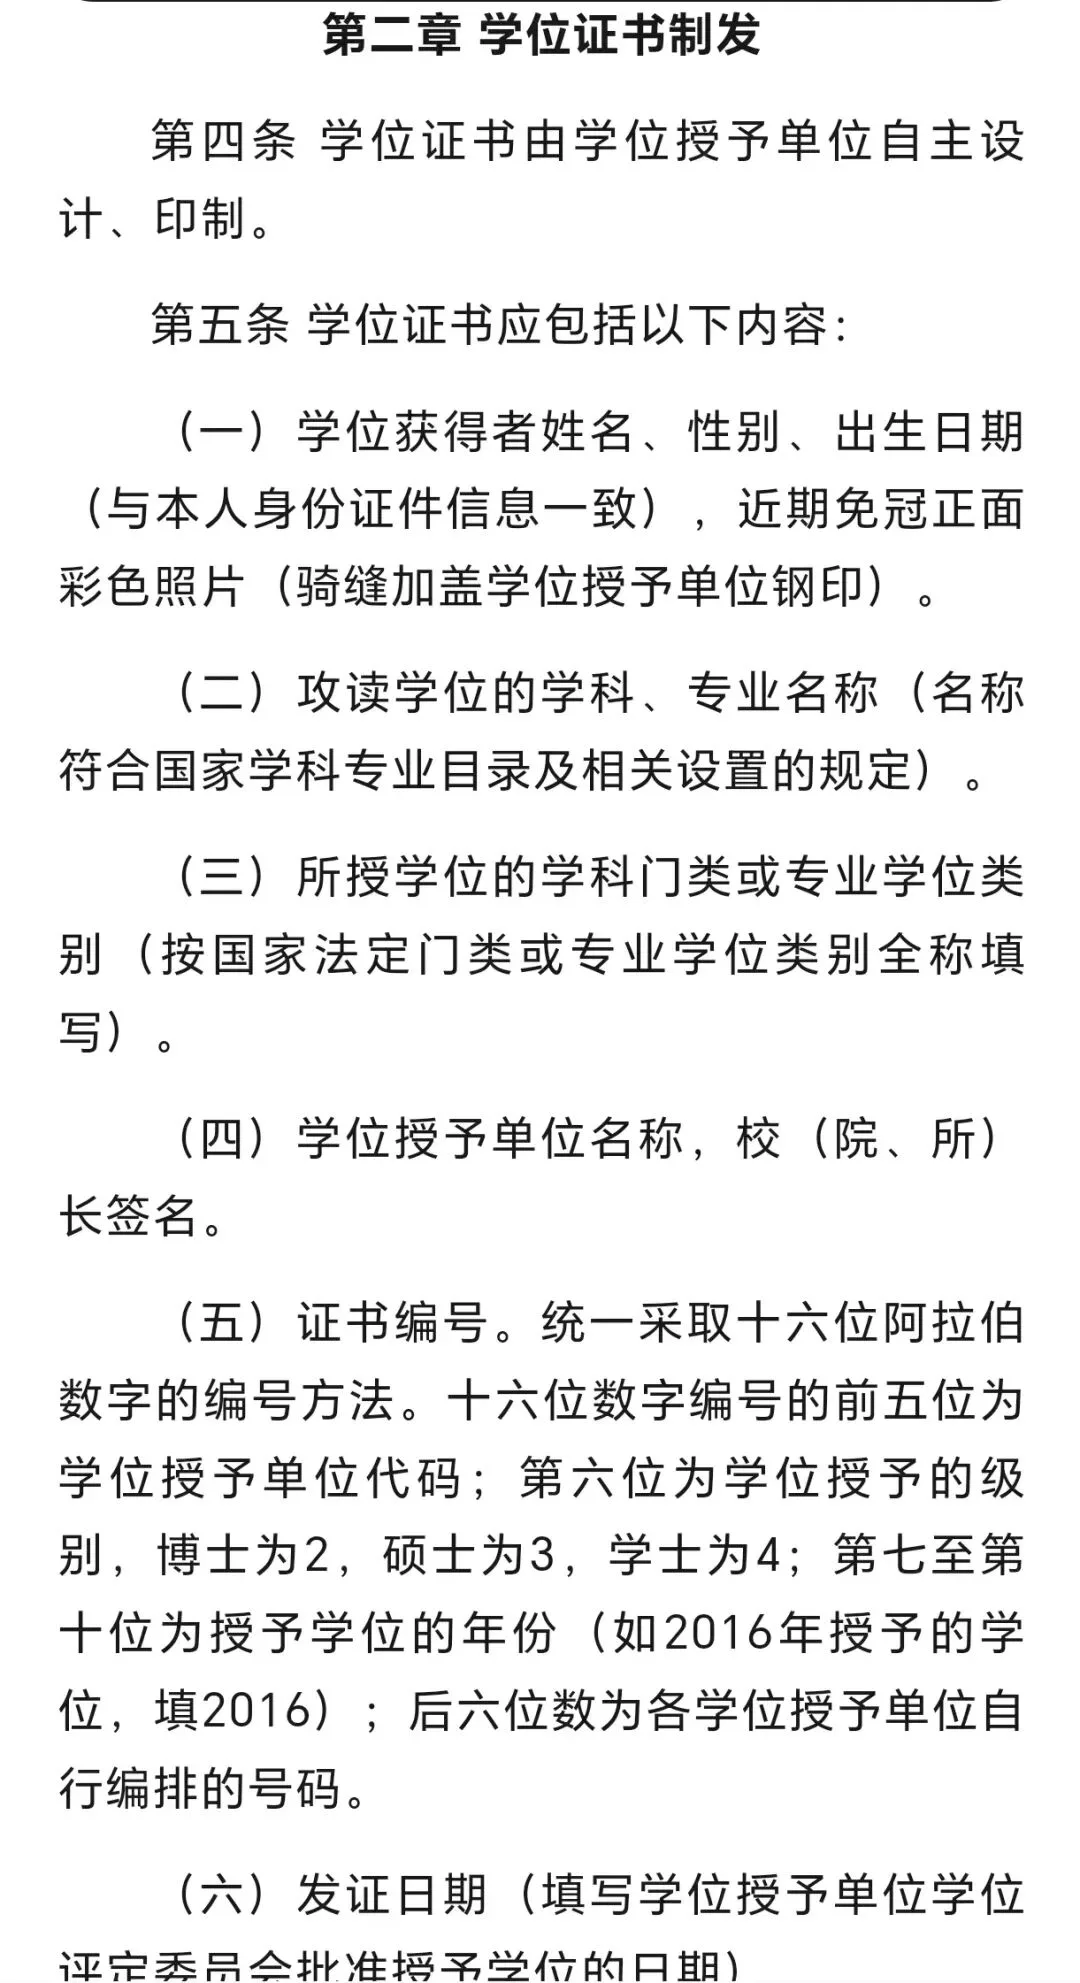 第二章 学位证书制发
第四条 学位证书由学位授予单位自主设
计、印制。
第五条 学位证书应包括以下内容：
（一）学位获得者姓名、性别、出生日期
（与本人身份证件信息一致），近期免冠正面
彩色照片（骑缝加盖学位授予单位钢印）。
（二）攻读学位的学科、专业名称（名称
符合国家学科专业目录及相关设置的规定）。
（三）所授学位的学科门类或专业学位类
别（按国家法定门类或专业学位类别全称填
写）。
（四）学位授予单位名称，校（院、所）
长签名。
（五）证书编号。统一采取十六位阿拉伯
数字的编号方法。十六位数字编号的前五位为
学位授予单位代码；第六位为学位授予的级
别，博士为2，硕士为3，学士为4；第七至第
十位为授予学位的年份（如2016年授予的学
位，填2016）；后六位数为各学位授予单位自
行编排的号码。
（六）发证日期（填写学位授予单位学位
评定委员会批准授予学位的日期）